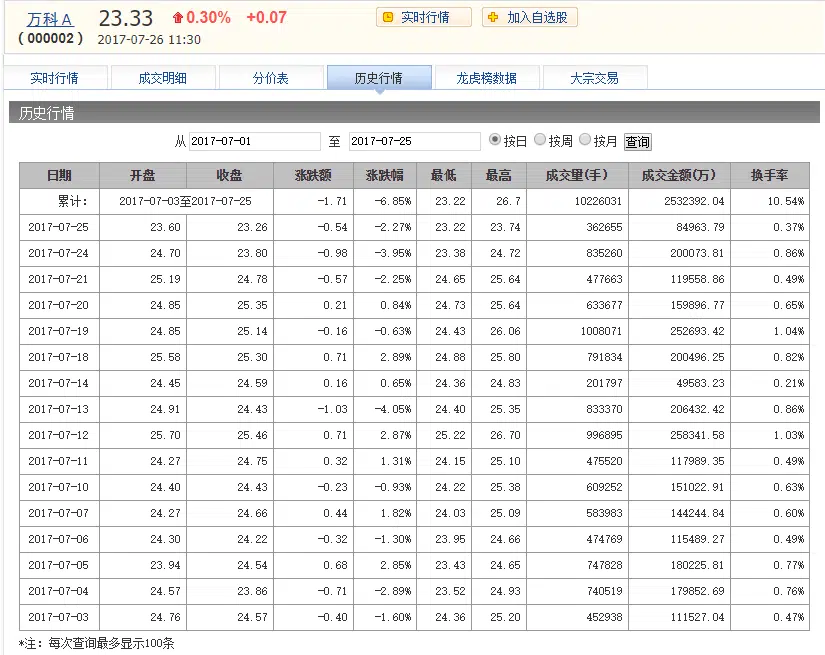 万科A 23.33 0.30% +0.07 实时行情 加入自选股
(000002) 2017-07-26 11:30
实时行情 成交明细 分价表 历史行情 龙虎榜数据 大宗交易
历史行情
从 2017-07-01 至 2017-07-25 按日 按周 按月 查询
日期 开盘 收盘 涨跌额 涨跌幅 最低 最高 成交量(手) 成交金额(万) 换手率
累计: 2017-07-03至2017-07-25 -1.71 -6.85% 23.22 26.7 10226031 2532392.04 10.54%
2017-07-25 23.60 23.26 -0.54 -2.27% 23.22 23.74 362655 84963.79 0.37%
2017-07-24 24.70 23.80 -0.98 -3.95% 23.38 24.72 835260 200073.81 0.86%
2017-07-21 25.19 24.78 -0.57 -2.25% 24.65 25.64 477663 119558.86 0.49%
2017-07-20 24.85 25.35 0.21 0.84% 24.73 25.64 633677 159896.77 0.65%
2017-07-19 24.85 25.14 -0.16 -0.63% 24.43 26.06 1008071 252693.42 1.04%
2017-07-18 25.58 25.30 0.71 2.89% 24.88 25.80 791834 200496.25 0.82%
2017-07-14 24.45 24.59 0.16 0.65% 24.36 24.83 201797 49583.23 0.21%
2017-07-13 24.91 24.43 -1.03 -4.05% 24.40 25.35 833370 206432.42 0.86%
2017-07-12 25.70 25.46 0.71 2.87% 25.22 26.70 996895 258341.58 1.03%
2017-07-11 24.27 24.75 0.32 1.31% 24.15 25.10 475520 117989.35 0.49%
2017-07-10 24.40 24.43 -0.23 -0.93% 24.22 25.38 609252 151022.91 0.63%
2017-07-07 24.27 24.66 0.44 1.82% 24.03 25.09 583983 144244.84 0.60%
2017-07-06 24.30 24.22 -0.32 -1.30% 23.95 24.66 474769 115489.27 0.49%
2017-07-05 23.94 24.54 0.68 2.85% 23.43 24.65 747828 180225.81 0.77%
2017-07-04 24.57 23.86 -0.71 -2.89% 23.52 24.93 740519 179852.69 0.76%
2017-07-03 24.76 24.57 -0.40 -1.60% 24.36 25.20 452938 111527.04 0.47%
*注: 每次查询最多显示100条